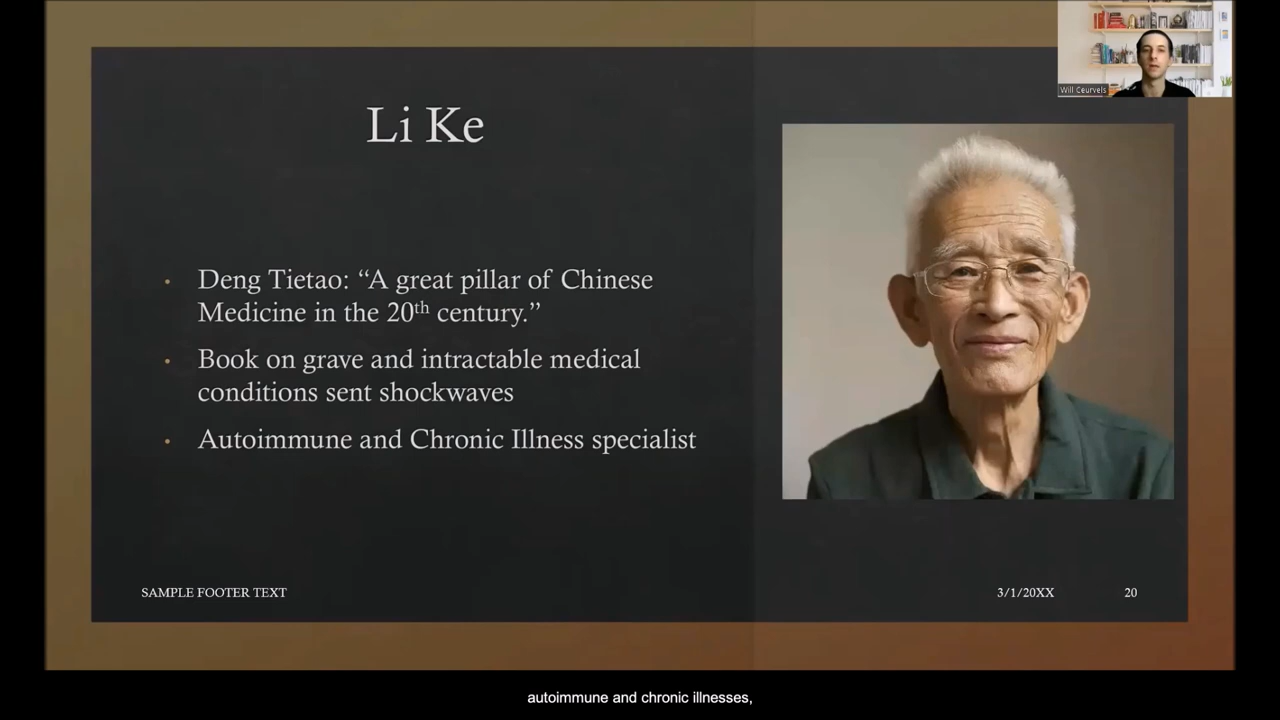 Will Ceurvels
Li Ke
• Deng Tietao: “A great pillar of Chinese
Medicine in the 20th century.”
• Book on grave and intractable medical
conditions sent shockwaves
• Autoimmune and Chronic Illness specialist
SAMPLE FOOTER TEXT
3/1/20XX
20
autoimmune and chronic illnesses,